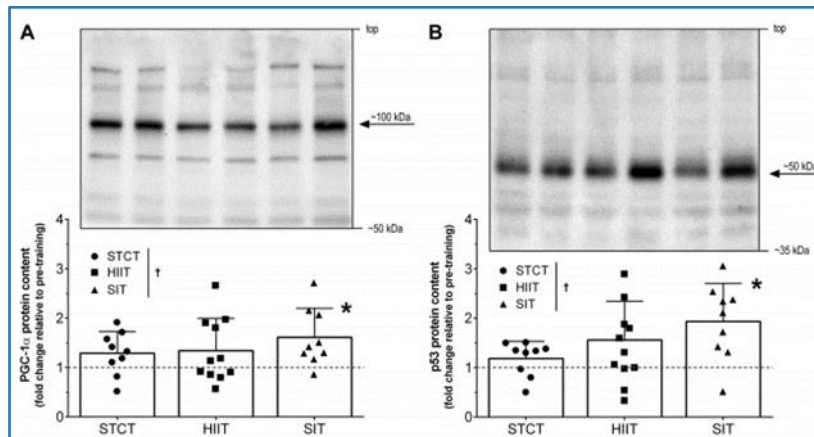 A
top
~100 kDa
~50 kDa
4
3
2
1
0
PGC-1α protein content
(fold change relative to pre-training)
STCT
HIIT
SIT
†
*
STCT
HIIT
SIT
B
top
~50 kDa
~35 kDa
4
3
2
1
0
p53 protein content
(fold change relative to pre-training)
STCT
HIIT
SIT
†
*
STCT
HIIT
SIT